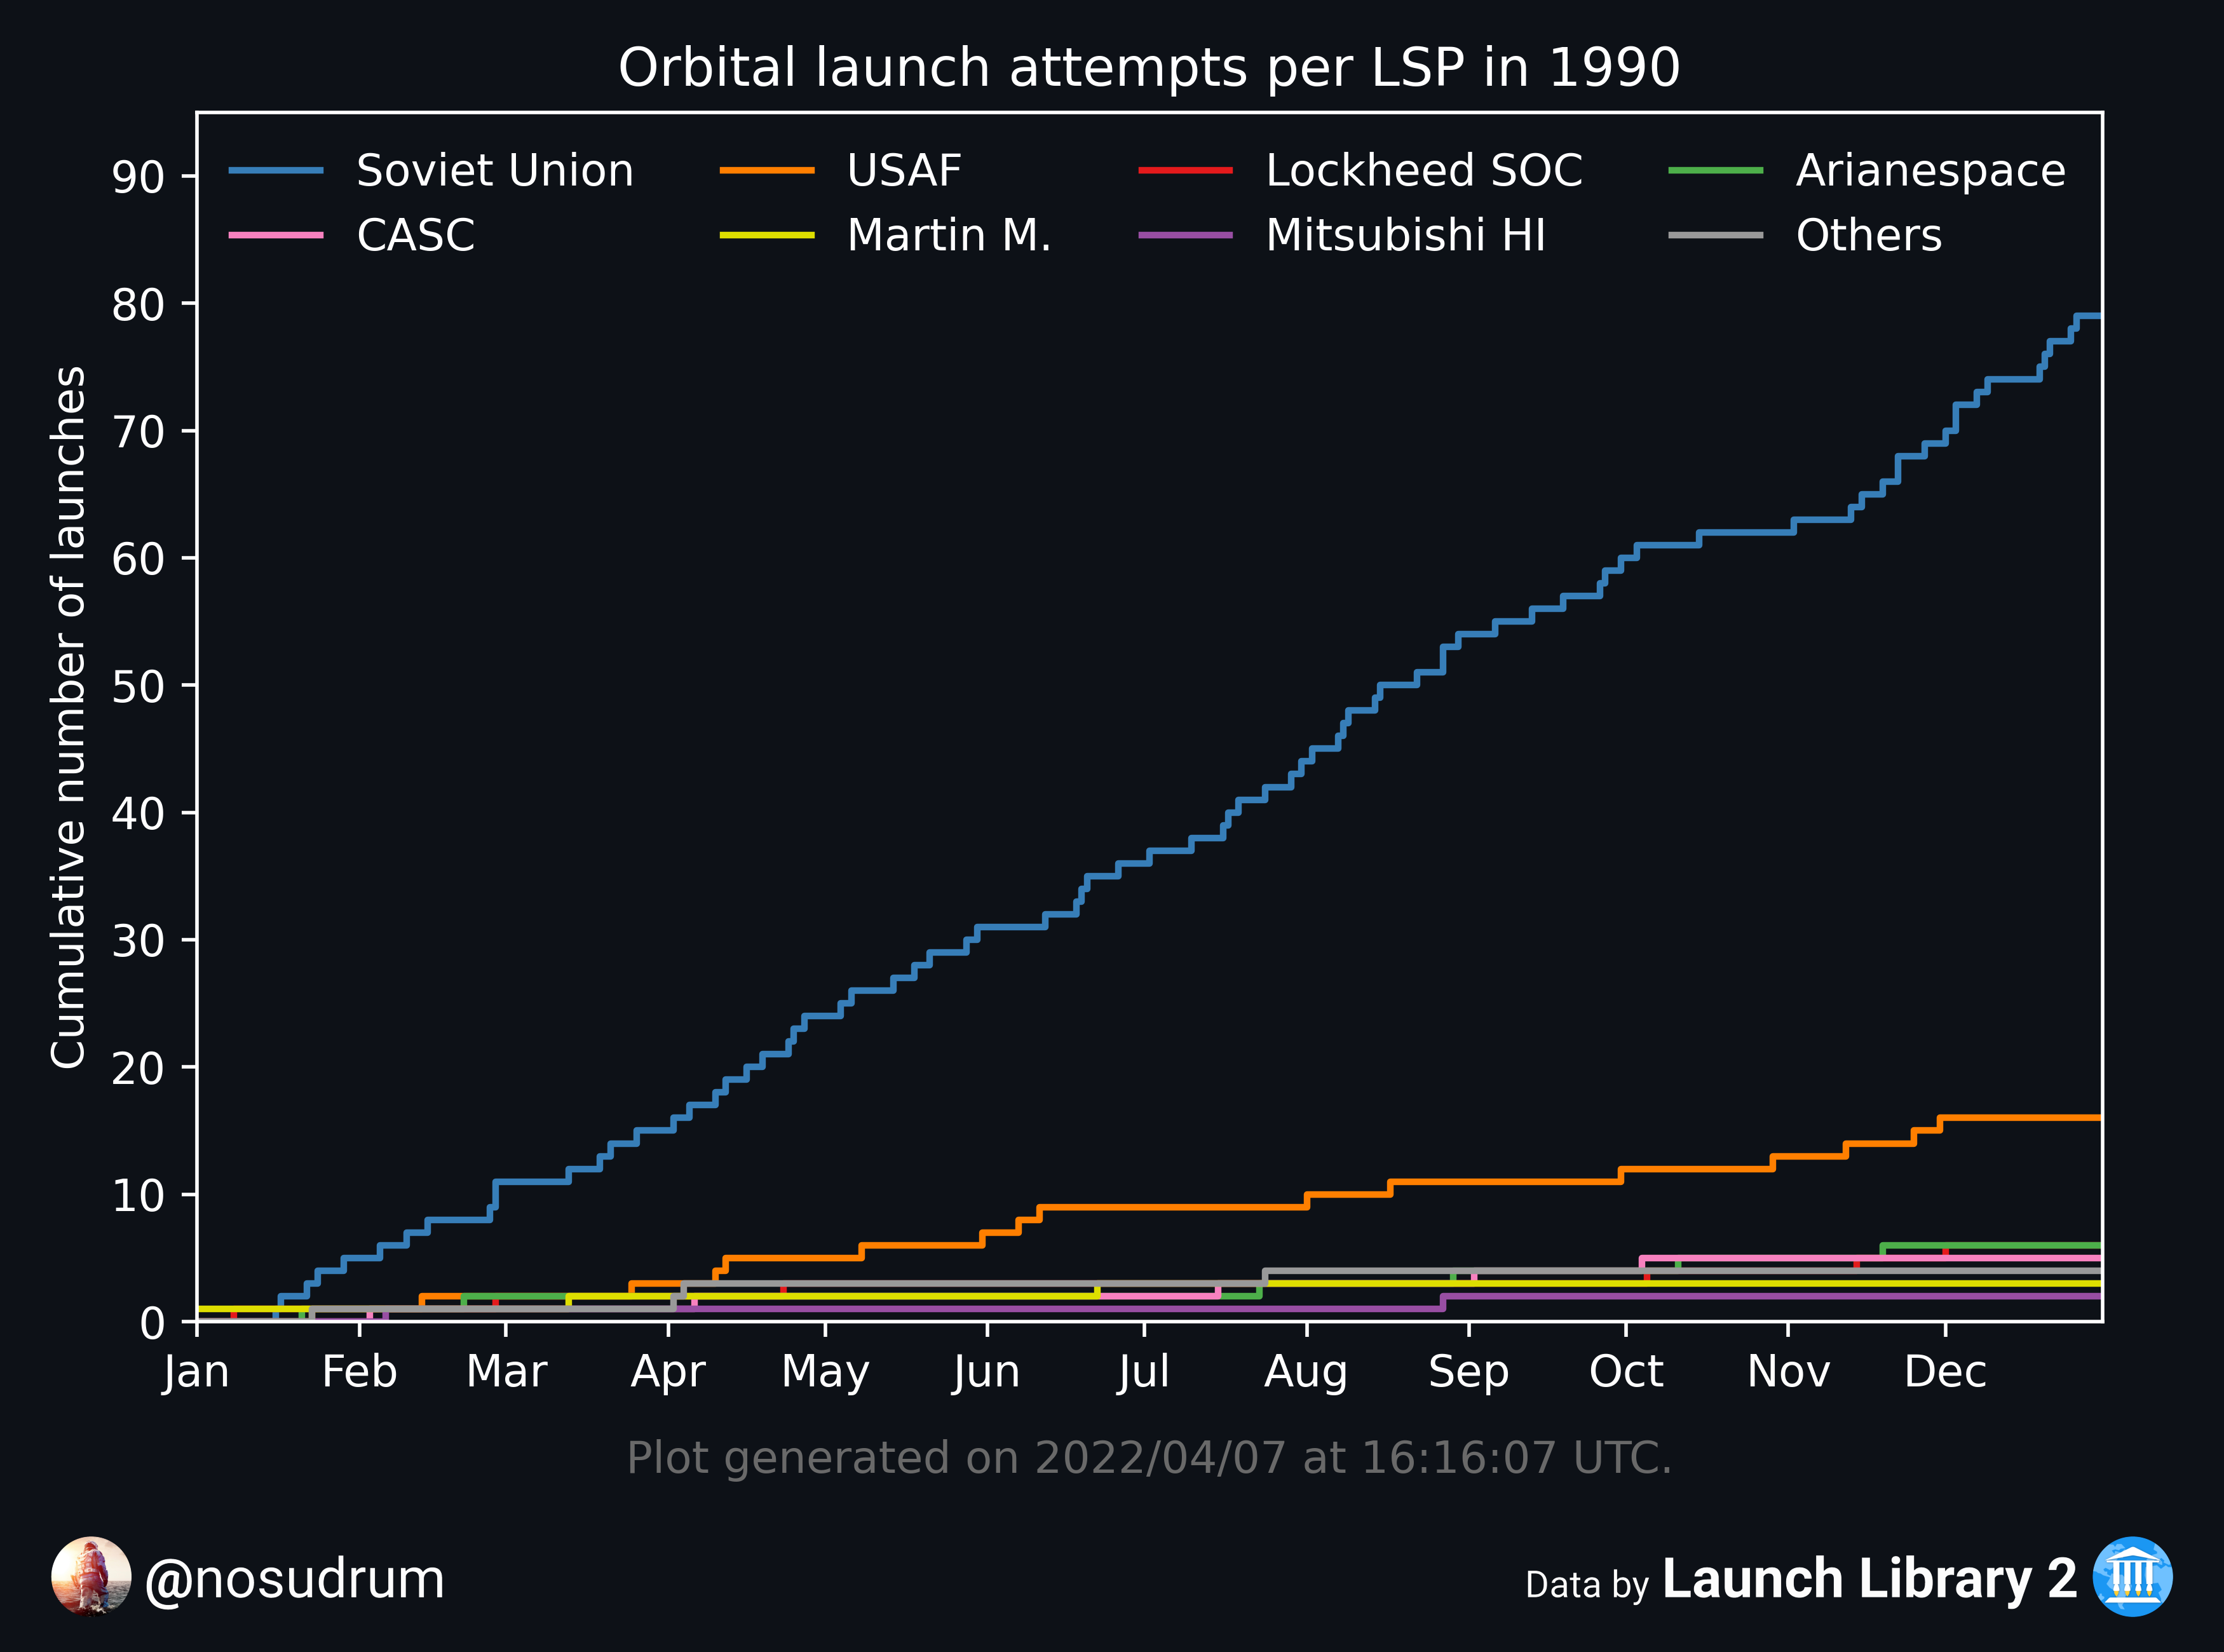 Orbital launch attempts per LSP in 1990
Soviet Union
USAF
Lockheed SOC
Arianespace
CASC
Martin M.
Mitsubishi HI
Others
Cumulative number of launches
90
80
70
60
50
40
30
20
10
0
Jan Feb Mar Apr May Jun Jul Aug Sep Oct Nov Dec
Plot generated on 2022/04/07 at 16:16:07 UTC.
@nosudrum
Data by Launch Library 2